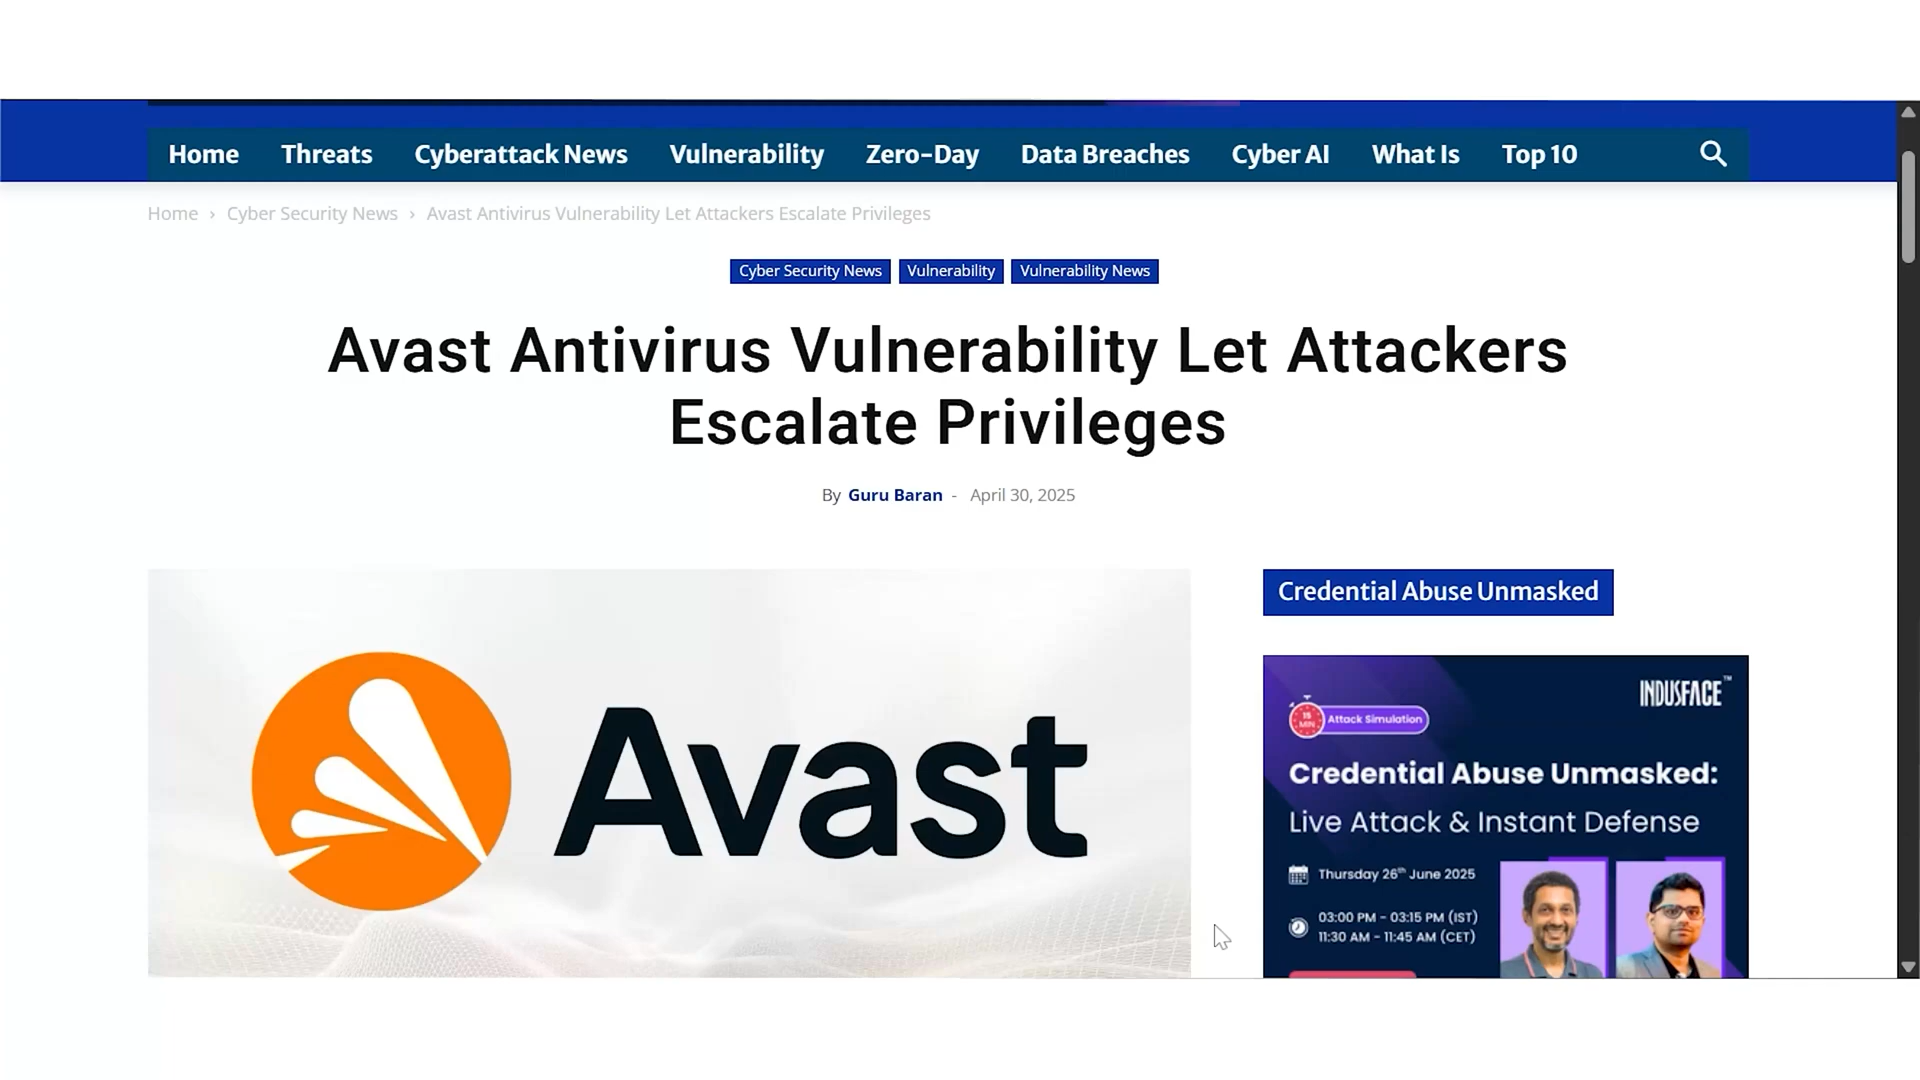 Home Threats Cyberattack News Vulnerability Zero-Day Data Breaches Cyber AI What Is Top 10
Home › Cyber Security News › Avast Antivirus Vulnerability Let Attackers Escalate Privileges
Cyber Security News Vulnerability Vulnerability News
Avast Antivirus Vulnerability Let Attackers
Escalate Privileges
By Guru Baran - April 30, 2025
Avast
Credential Abuse Unmasked
INDUSFACE™
15 MIN Attack Simulation
Credential Abuse Unmasked:
Live Attack & Instant Defense
Thursday 26th June 2025
03:00 PM – 03:15 PM (IST)
11:30 AM – 11:45 AM (CET)